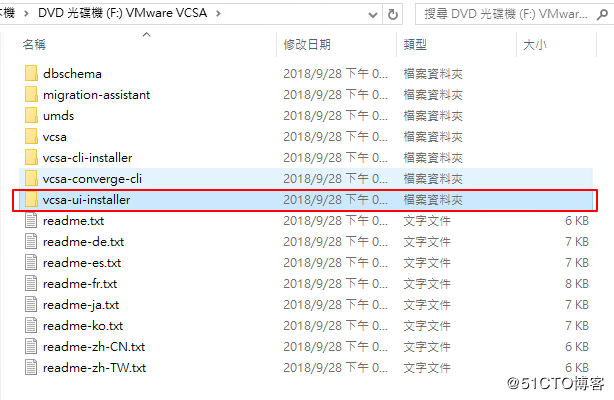 本機 › DVD 光碟機 (F:) VMware VCSA ›
搜尋 DVD 光碟機 (F:) VMwar...
名稱 修改日期 類型 大小
dbschema 2018/9/28 下午 0... 檔案資料夾
migration-assistant 2018/9/28 下午 0... 檔案資料夾
umds 2018/9/28 下午 0... 檔案資料夾
vcsa 2018/9/28 下午 0... 檔案資料夾
vcsa-cli-installer 2018/9/28 下午 0... 檔案資料夾
vcsa-converge-cli 2018/9/28 下午 0... 檔案資料夾
vcsa-ui-installer 2018/9/28 下午 0... 檔案資料夾
readme.txt 2018/9/28 下午 0... 文字文件 6 KB
readme-de.txt 2018/9/28 下午 0... 文字文件 7 KB
readme-es.txt 2018/9/28 下午 0... 文字文件 7 KB
readme-fr.txt 2018/9/28 下午 0... 文字文件 8 KB
readme-ja.txt 2018/9/28 下午 0... 文字文件 7 KB
readme-ko.txt 2018/9/28 下午 0... 文字文件 7 KB
readme-zh-CN.txt 2018/9/28 下午 0... 文字文件 6 KB
readme-zh-TW.txt 2018/9/28 下午 0... 文字文件 6 KB
@51CTO博客